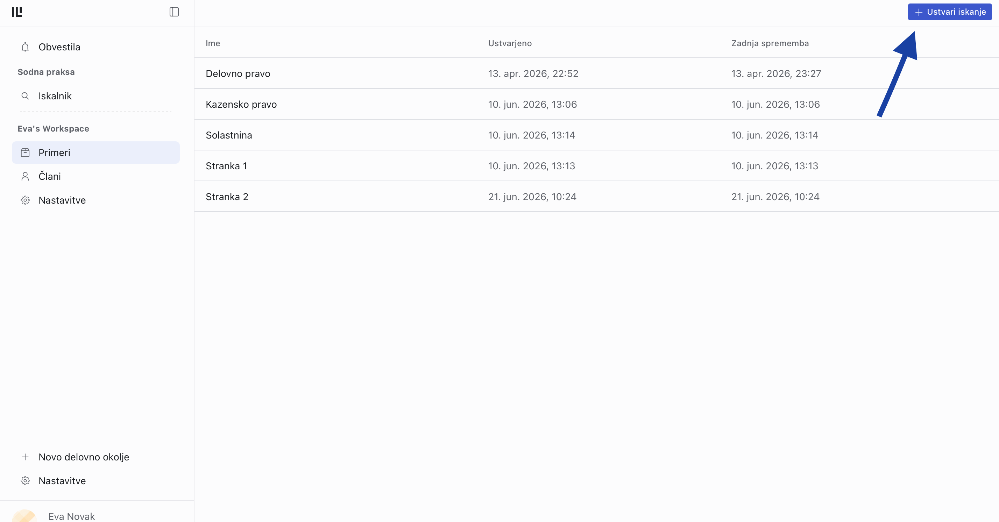 Ustvari iskanje
Obvestila
Sodna praksa
Iskalnik
Eva's Workspace
Primeri
Člani
Nastavitve
Ime Ustvarjeno Zadnja sprememba
Delovno pravo 13. apr. 2026, 22:52 13. apr. 2026, 23:27
Kazensko pravo 10. jun. 2026, 13:06 10. jun. 2026, 13:06
Solastnina 10. jun. 2026, 13:14 10. jun. 2026, 13:14
Stranka 1 10. jun. 2026, 13:13 10. jun. 2026, 13:13
Stranka 2 21. jun. 2026, 10:24 21. jun. 2026, 10:24
Novo delovno okolje
Nastavitve
Eva Novak